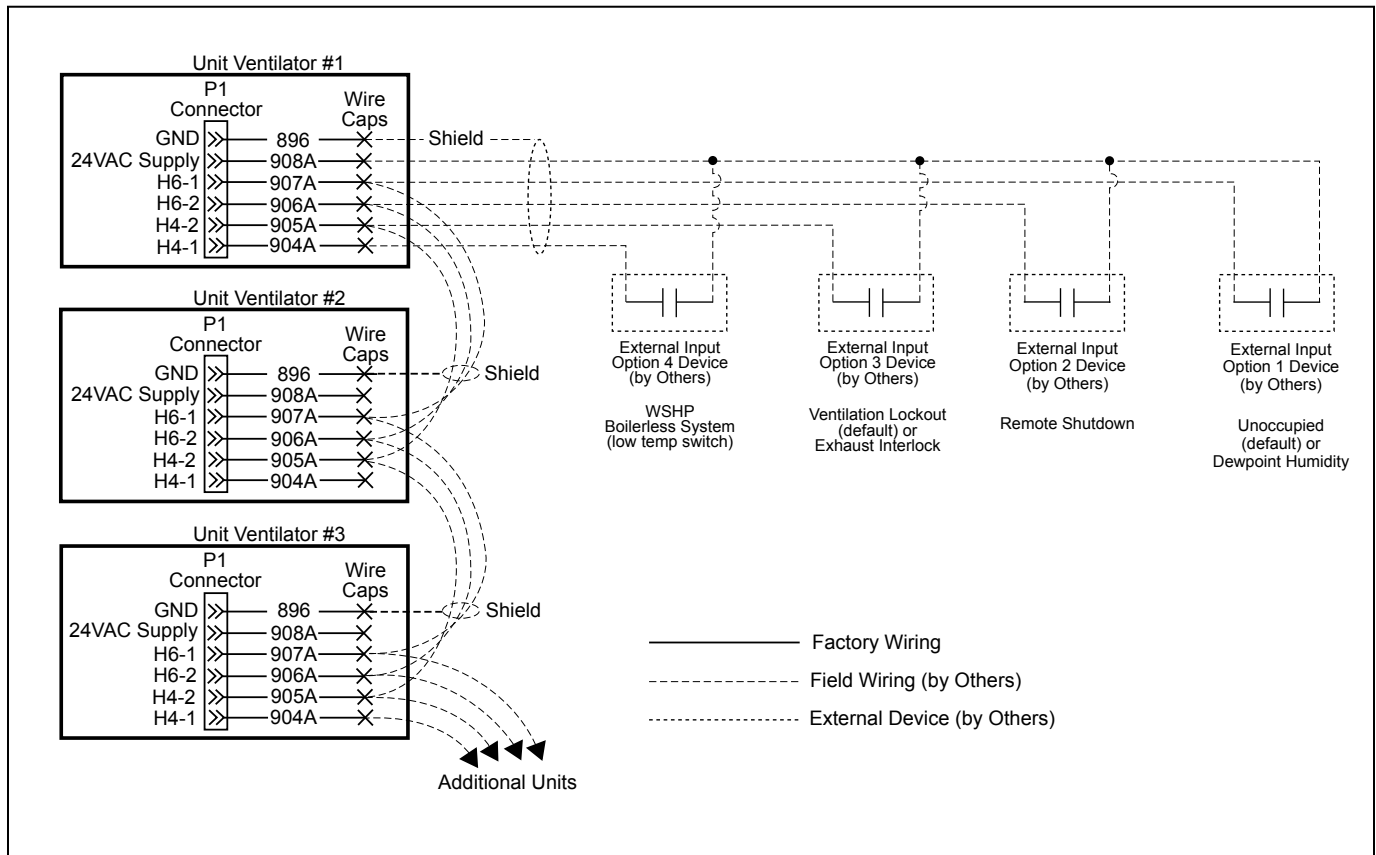 Unit Ventilator #1
P1
Connector
Wire
Caps
GND 896 Shield
24VAC Supply 908A
H6-1 907A
H6-2 906A
H4-2 905A
H4-1 904A
Unit Ventilator #2
P1
Connector
Wire
Caps
GND 896 Shield
24VAC Supply 908A
H6-1 907A
H6-2 906A
H4-2 905A
H4-1 904A
Unit Ventilator #3
P1
Connector
Wire
Caps
GND 896 Shield
24VAC Supply 908A
H6-1 907A
H6-2 906A
H4-2 905A
H4-1 904A
Additional Units
External Input
Option 4 Device
(by Others)
WSHP
Boilerless System
(low temp switch)
External Input
Option 3 Device
(by Others)
Ventilation Lockout
(default) or
Exhaust Interlock
External Input
Option 2 Device
(by Others)
Remote Shutdown
External Input
Option 1 Device
(by Others)
Unoccupied
(default) or
Dewpoint Humidity
Factory Wiring
Field Wiring (by Others)
External Device (by Others)